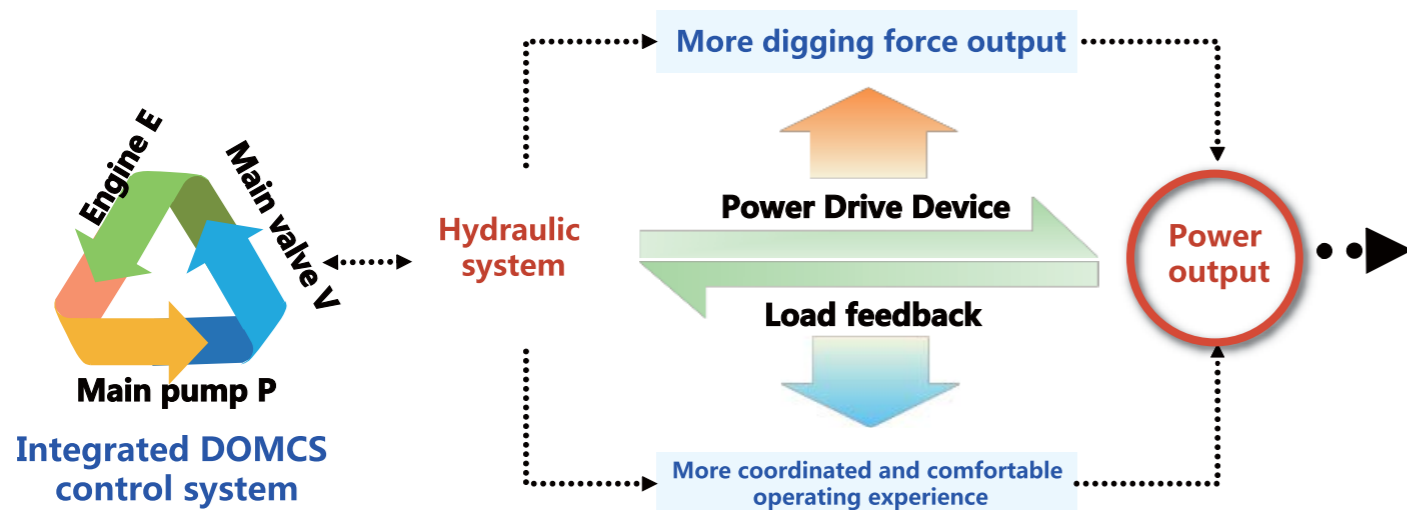 Engine E
Main valve V
Main pump P
Integrated DOMCS
control system
Hydraulic
system
More digging force output
Power Drive Device
Load feedback
More coordinated and comfortable
operating experience
Power
output